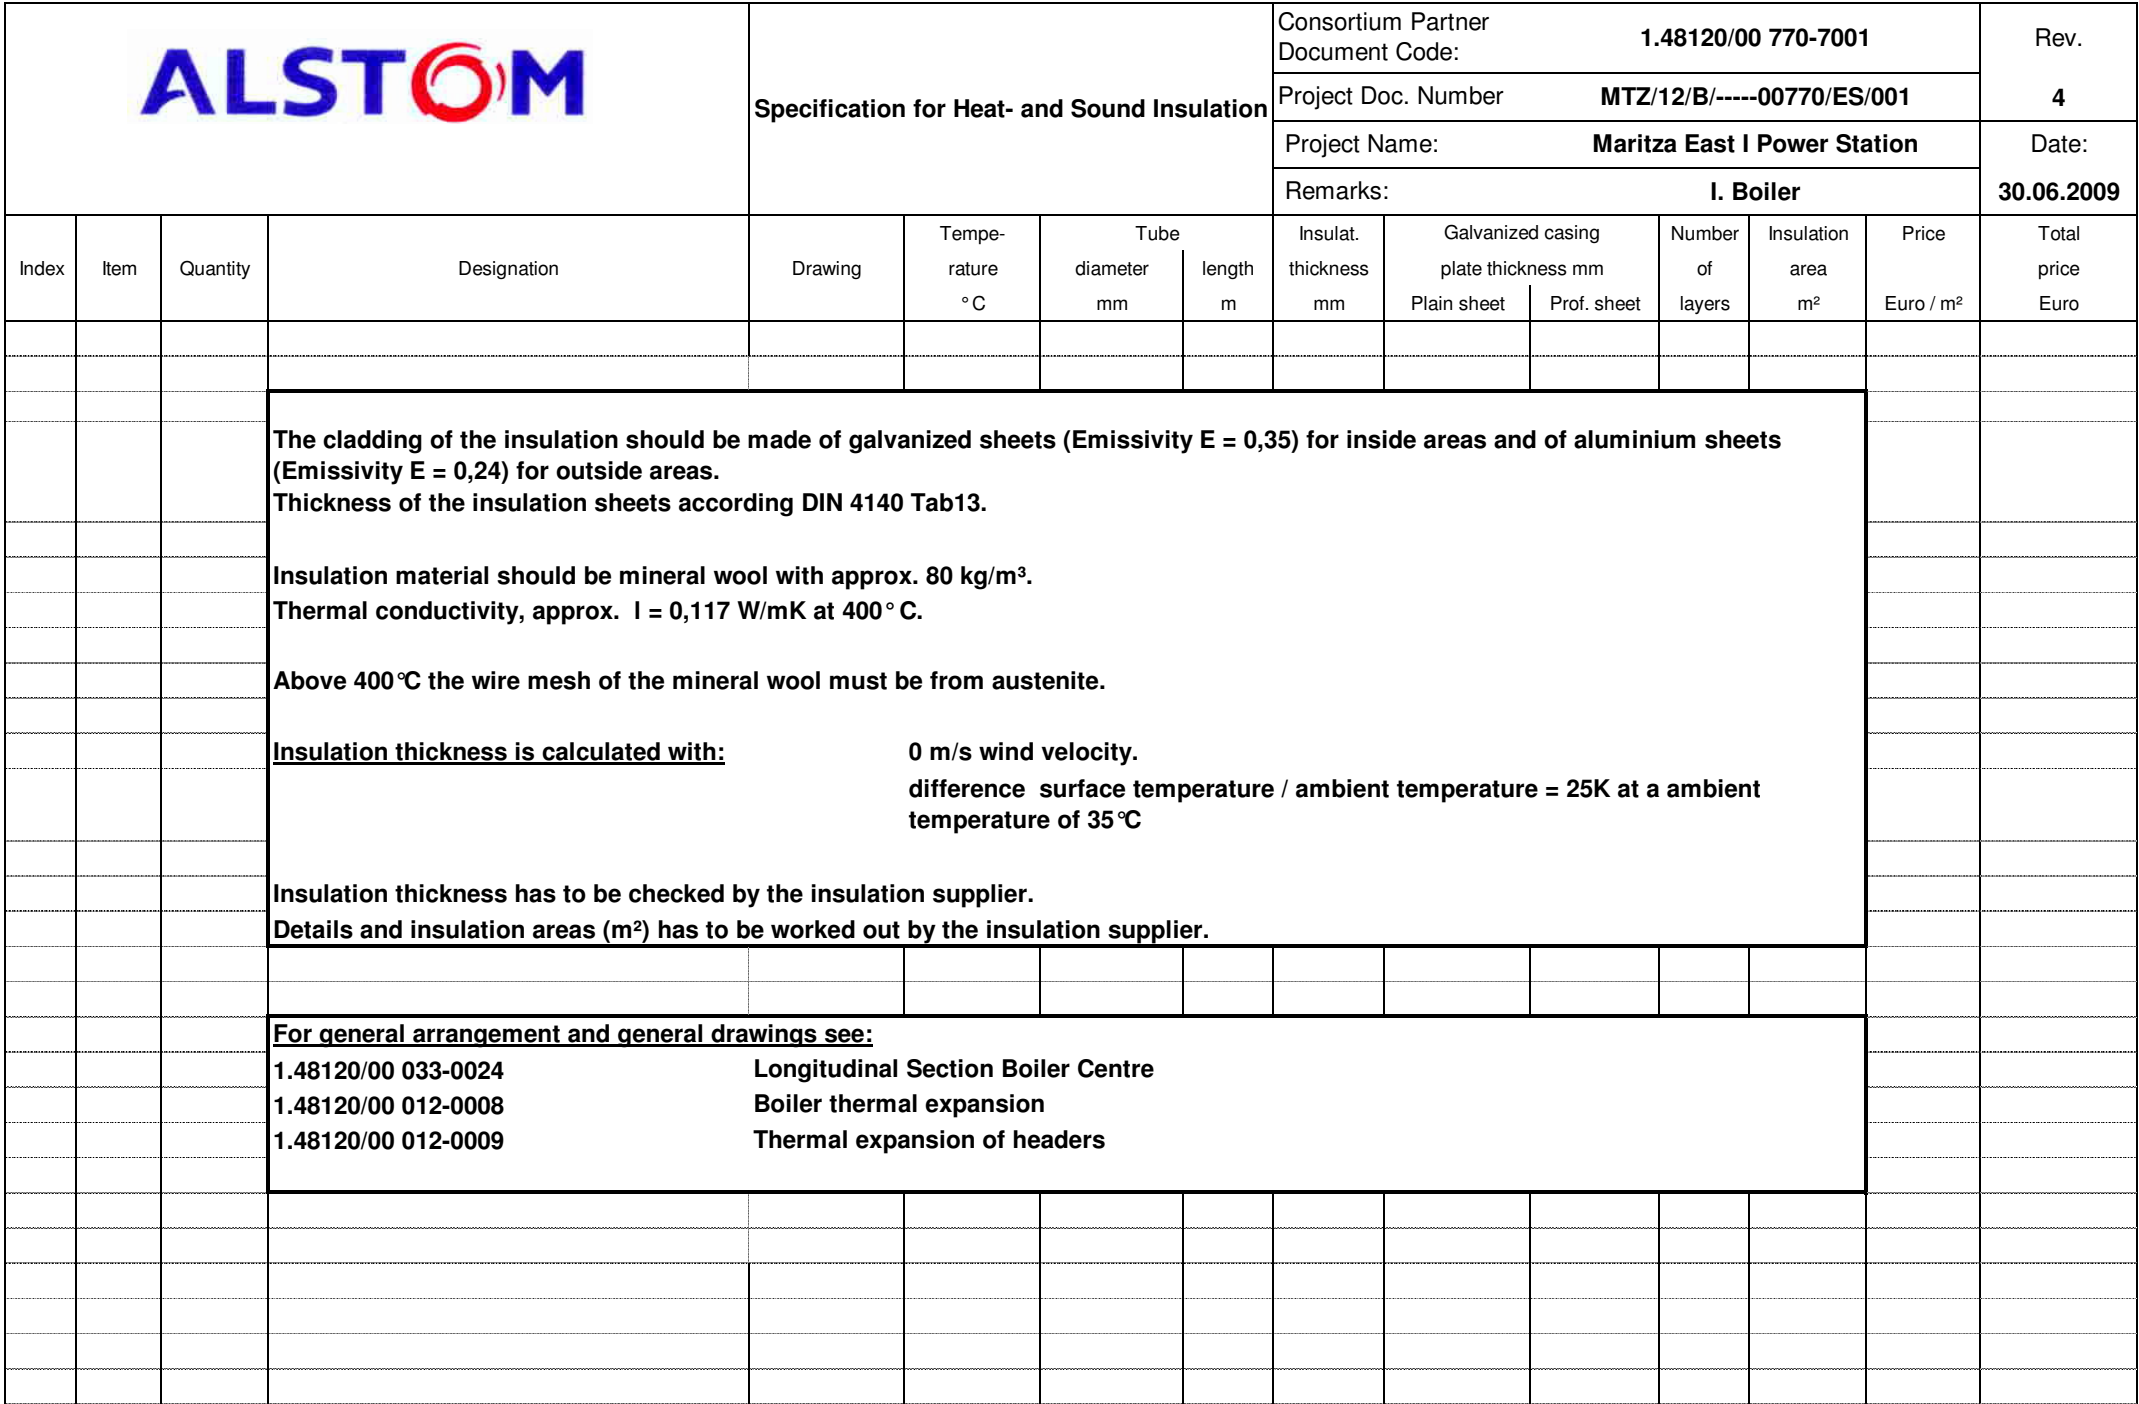 ALSTOM
Specification for Heat- and Sound Insulation
Consortium Partner
Document Code:
1.48120/00 770-7001
Rev.
Project Doc. Number
MTZ/12/B/-----00770/ES/001
4
Project Name:
Maritza East I Power Station
Date:
Remarks:
I. Boiler
30.06.2009
Index
Item
Quantity
Designation
Drawing
Tempe-
rature
°C
Tube
diameter
mm
length
m
Insulat.
thickness
mm
Galvanized casing
plate thickness mm
Plain sheet
Prof. sheet
Number
of
layers
Insulation
area
m²
Price
Euro / m²
Total
price
Euro
The cladding of the insulation should be made of galvanized sheets (Emissivity E = 0,35) for inside areas and of aluminium sheets
(Emissivity E = 0,24) for outside areas.
Thickness of the insulation sheets according DIN 4140 Tab13.
Insulation material should be mineral wool with approx. 80 kg/m³.
Thermal conductivity, approx. l = 0,117 W/mK at 400°C.
Above 400°C the wire mesh of the mineral wool must be from austenite.
Insulation thickness is calculated with: 0 m/s wind velocity.
difference surface temperature / ambient temperature = 25K at a ambient
temperature of 35°C
Insulation thickness has to be checked by the insulation supplier.
Details and insulation areas (m²) has to be worked out by the insulation supplier.
For general arrangement and general drawings see:
1.48120/00 033-0024 Longitudinal Section Boiler Centre
1.48120/00 012-0008 Boiler thermal expansion
1.48120/00 012-0009 Thermal expansion of headers